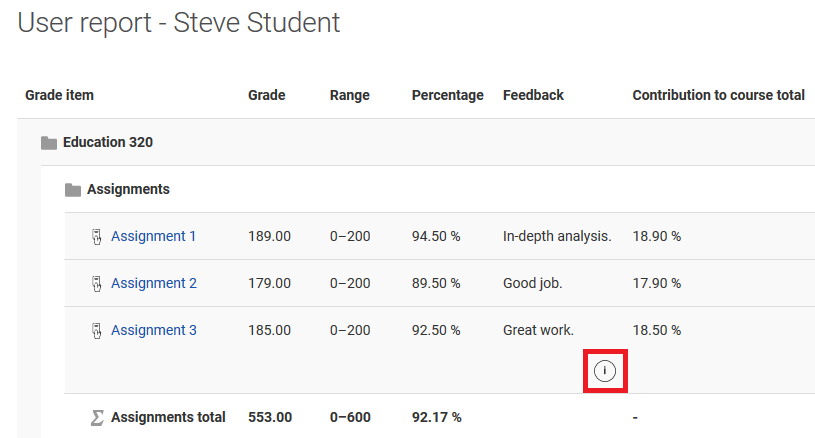 User report - Steve Student
Grade item Grade Range Percentage Feedback Contribution to course total
Education 320
Assignments
Assignment 1 189.00 0–200 94.50 % In-depth analysis. 18.90 %
Assignment 2 179.00 0–200 89.50 % Good job. 17.90 %
Assignment 3 185.00 0–200 92.50 % Great work. 18.50 %
i
Σ Assignments total 553.00 0–600 92.17 % -